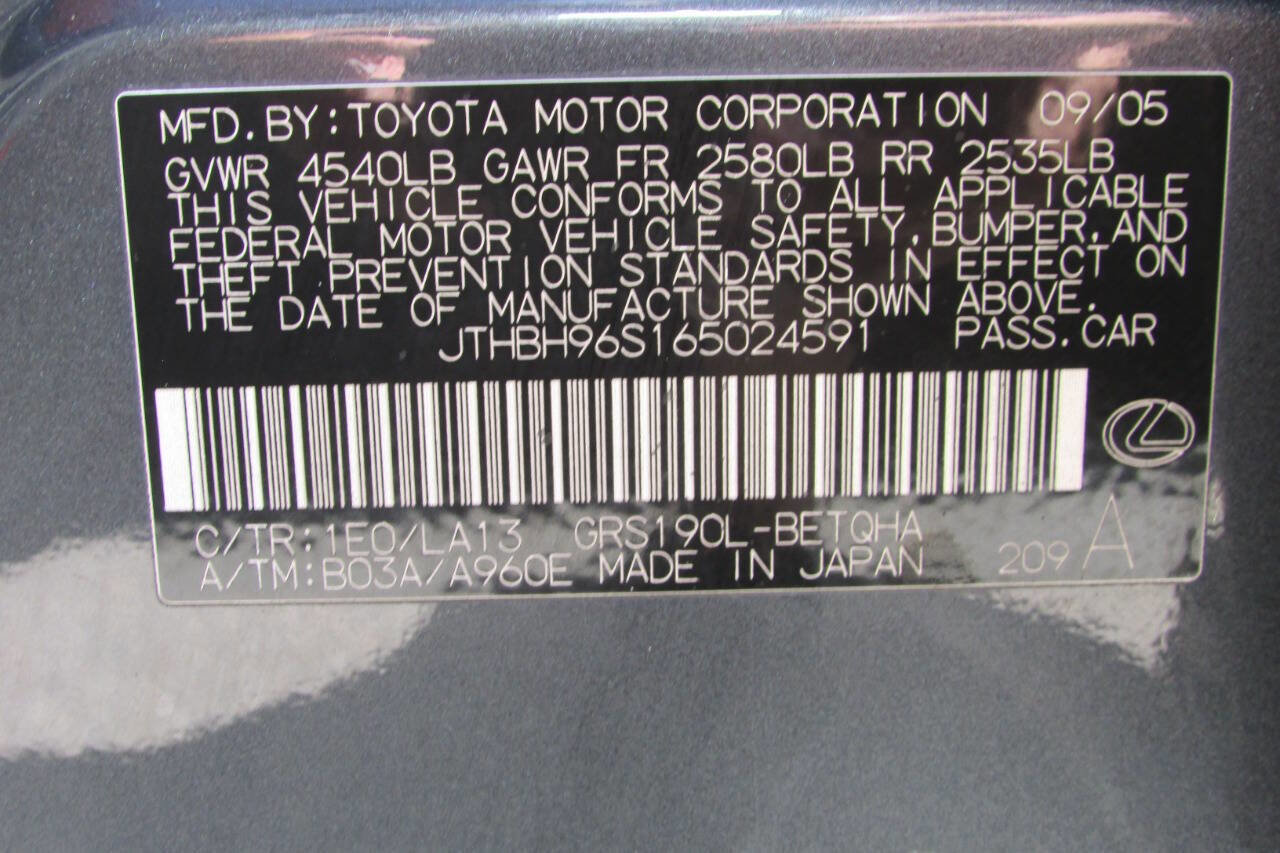 MFD. BY: TOYOTA MOTOR CORPORATION 09/05
GVWR 4540LB GAWR FR 2580LB RR 2535LB
THIS VEHICLE CONFORMS TO ALL APPLICABLE
FEDERAL MOTOR VEHICLE SAFETY, BUMPER, AND
THEFT PREVENTION STANDARDS IN EFFECT ON
THE DATE OF MANUFACTURE SHOWN ABOVE.
JTHBH96S165024591 PASS. CAR
C/TR: 1E0/LA13 GRS190L-BETQHA
A/TM: B03A/A960E MADE IN JAPAN 209 A